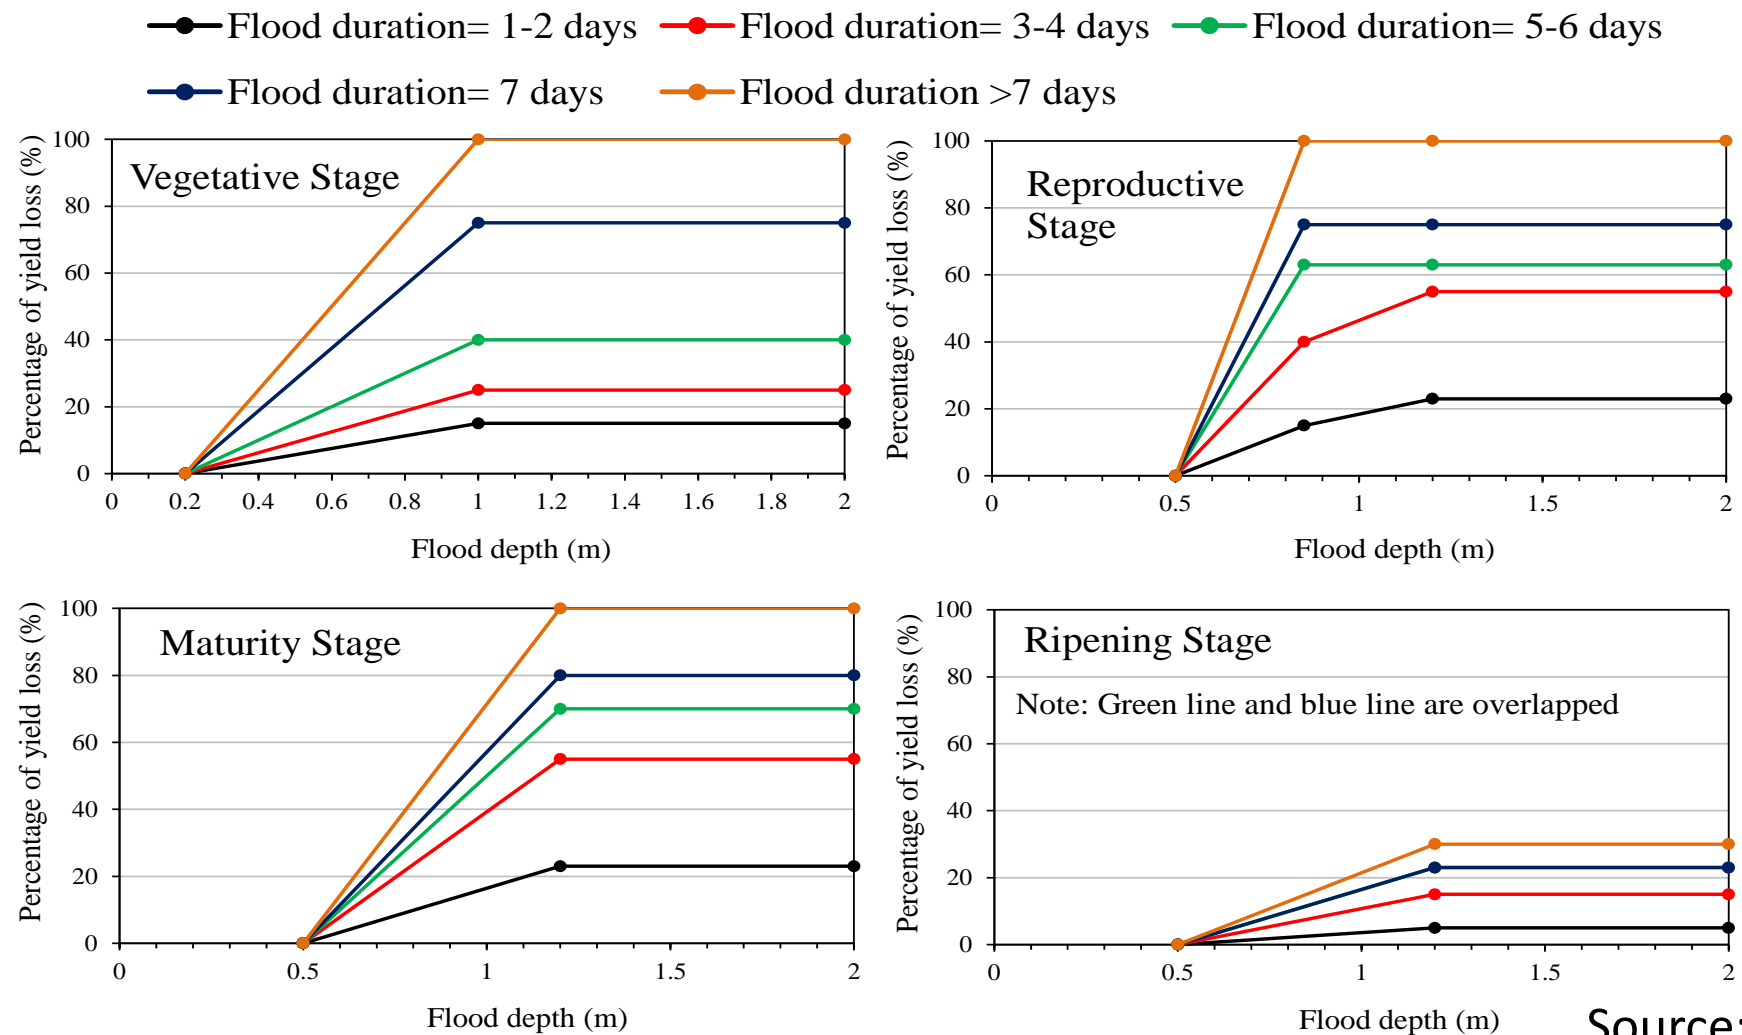 Flood duration= 1-2 days Flood duration= 3-4 days Flood duration= 5-6 days
Flood duration= 7 days Flood duration >7 days
Percentage of yield loss (%)
Vegetative Stage
100
80
60
40
20
0
0 0.2 0.4 0.6 0.8 1 1.2 1.4 1.6 1.8 2
Flood depth (m)
Percentage of yield loss (%)
Reproductive
Stage
100
80
60
40
20
0
0 0.5 1 1.5 2
Flood depth (m)
Percentage of yield loss (%)
Maturity Stage
100
80
60
40
20
0
0 0.5 1 1.5 2
Flood depth (m)
Percentage of yield loss (%)
Ripening Stage
Note: Green line and blue line are overlapped
100
80
60
40
20
0
0 0.5 1 1.5 2
Flood depth (m)
Source: